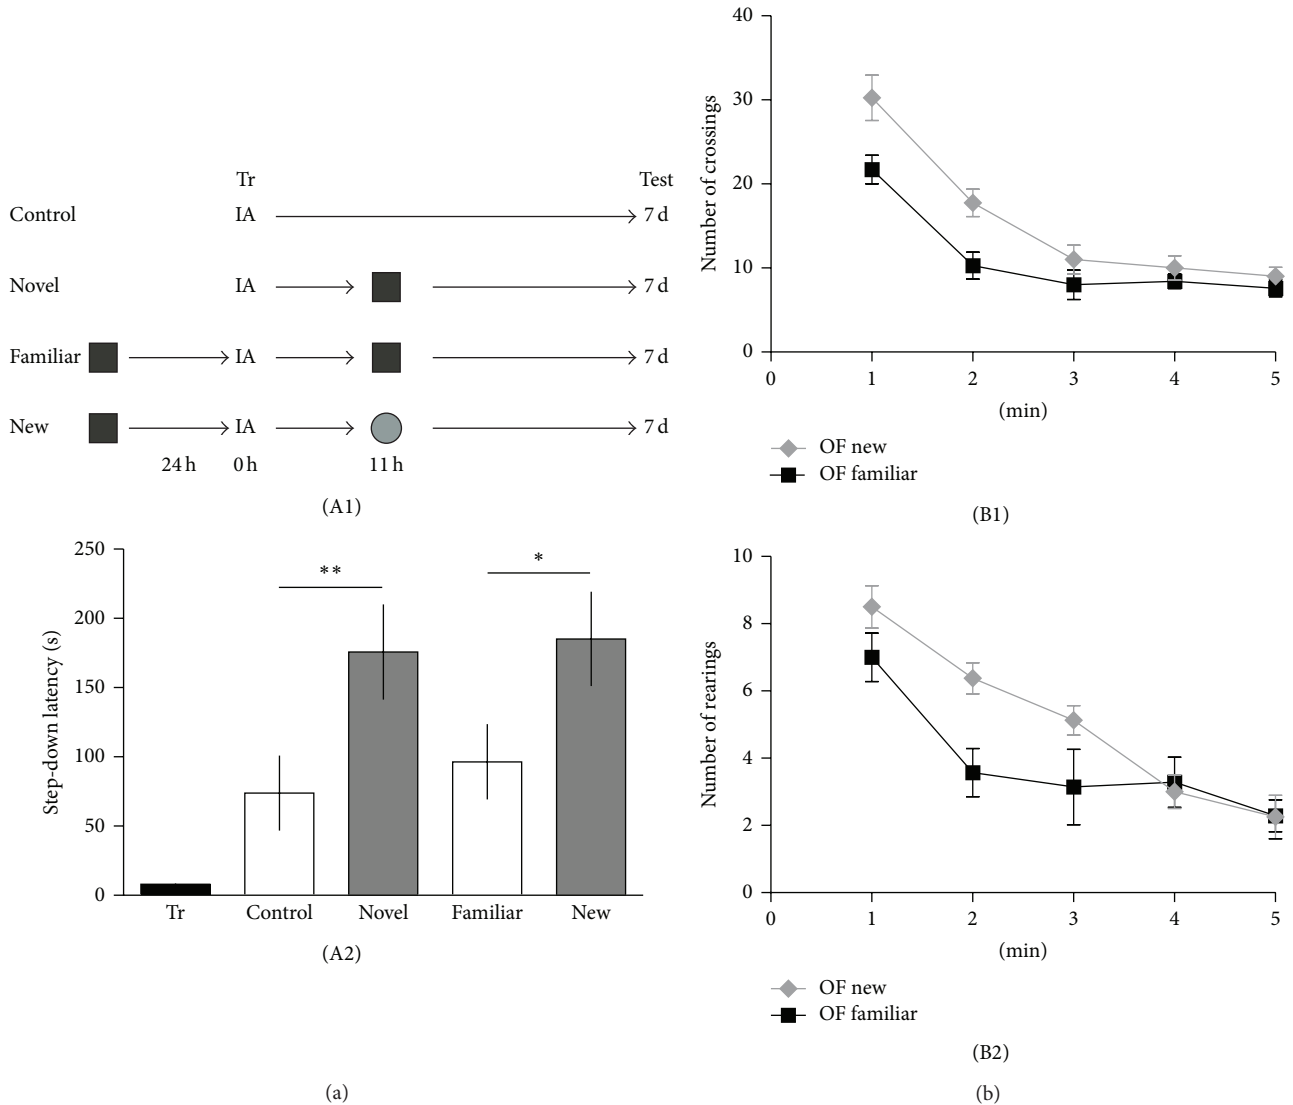 Tr Test
Control IA 7 d
Novel IA 7 d
Familiar IA 7 d
New IA 7 d
24 h 0 h 11 h
(A1)
Step-down latency (s)
250
200
150
100
50
0
** *
Tr Control Novel Familiar New
(A2)
(a)
Number of crossings
40
30
20
10
0
0 1 2 3 4 5
(min)
OF new
OF familiar
(B1)
Number of rearings
10
8
6
4
2
0
0 1 2 3 4 5
(min)
OF new
OF familiar
(B2)
(b)